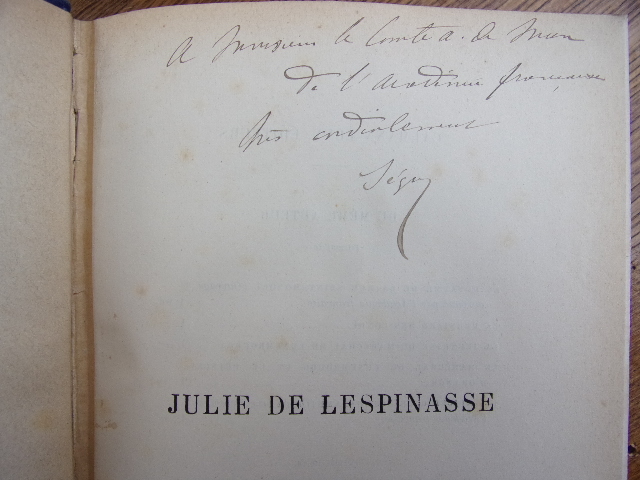 A Monsieur le Comte A. de Mun
de l'Académie française
très cordialement
Ségur
JULIE DE LESPINASSE